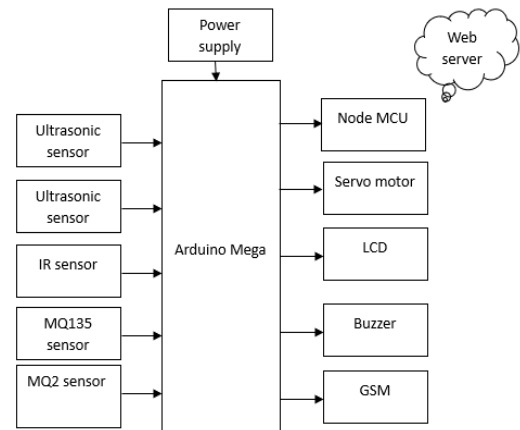 Power
supply
Web
server
Ultrasonic
sensor
Ultrasonic
sensor
IR sensor
MQ135
sensor
MQ2 sensor
Arduino Mega
Node MCU
Servo motor
LCD
Buzzer
GSM